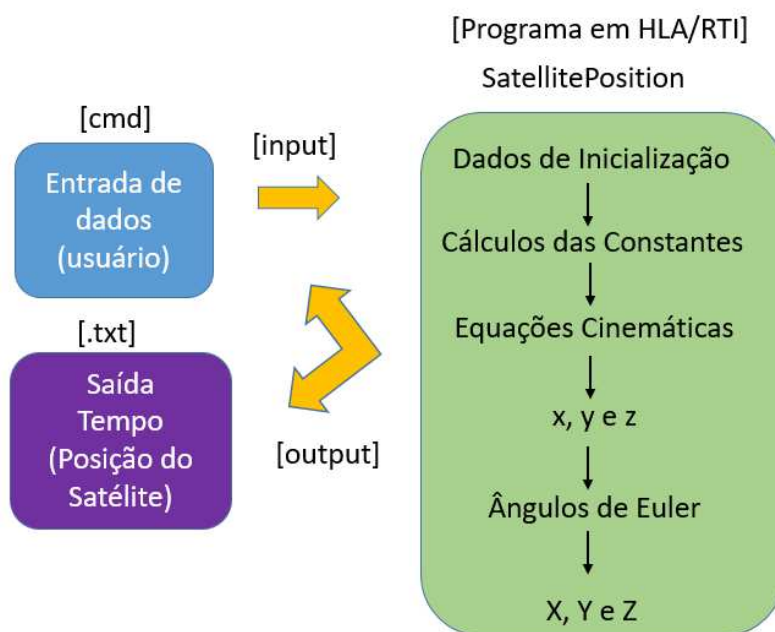 [Programa em HLA/RTI]
SatellitePosition
[cmd]
Entrada de
dados
(usuário)
[input]
[.txt]
Saída
Tempo
(Posição do
Satélite)
[output]
Dados de Inicialização
Cálculos das Constantes
Equações Cinemáticas
x, y e z
Ângulos de Euler
X, Y e Z